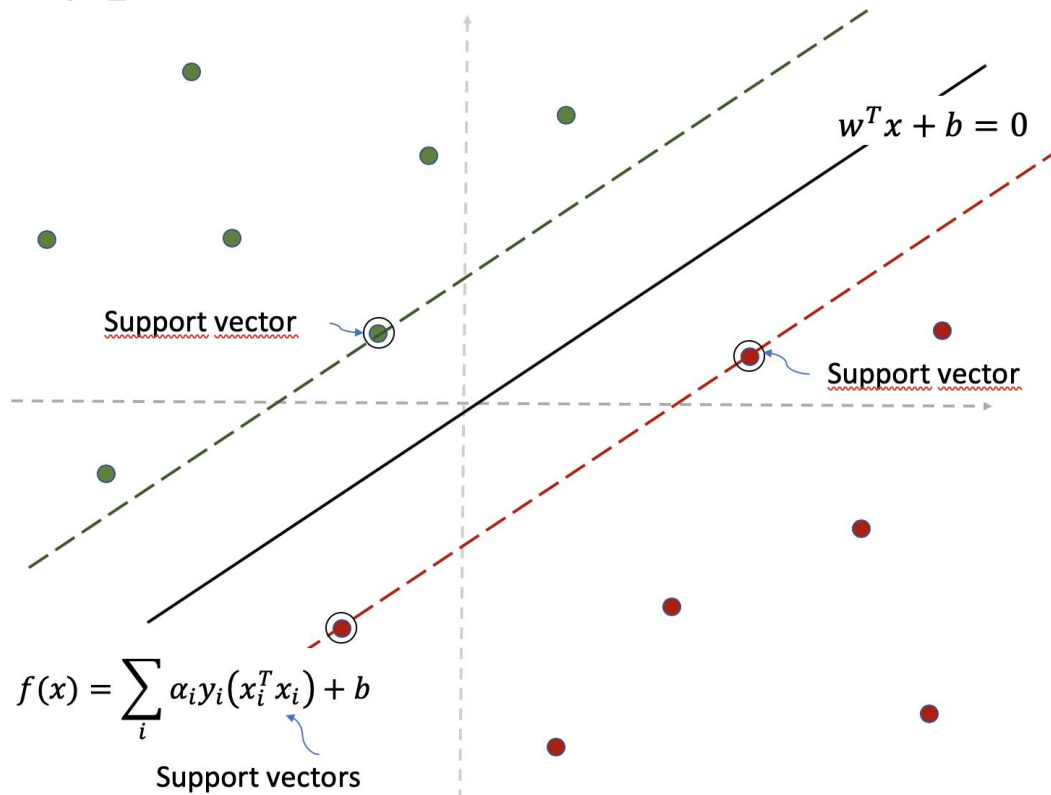 w^T x + b = 0
Support vector
Support vector
f(x) = ∑_i α_i y_i (x_i^T x_i) + b
Support vectors